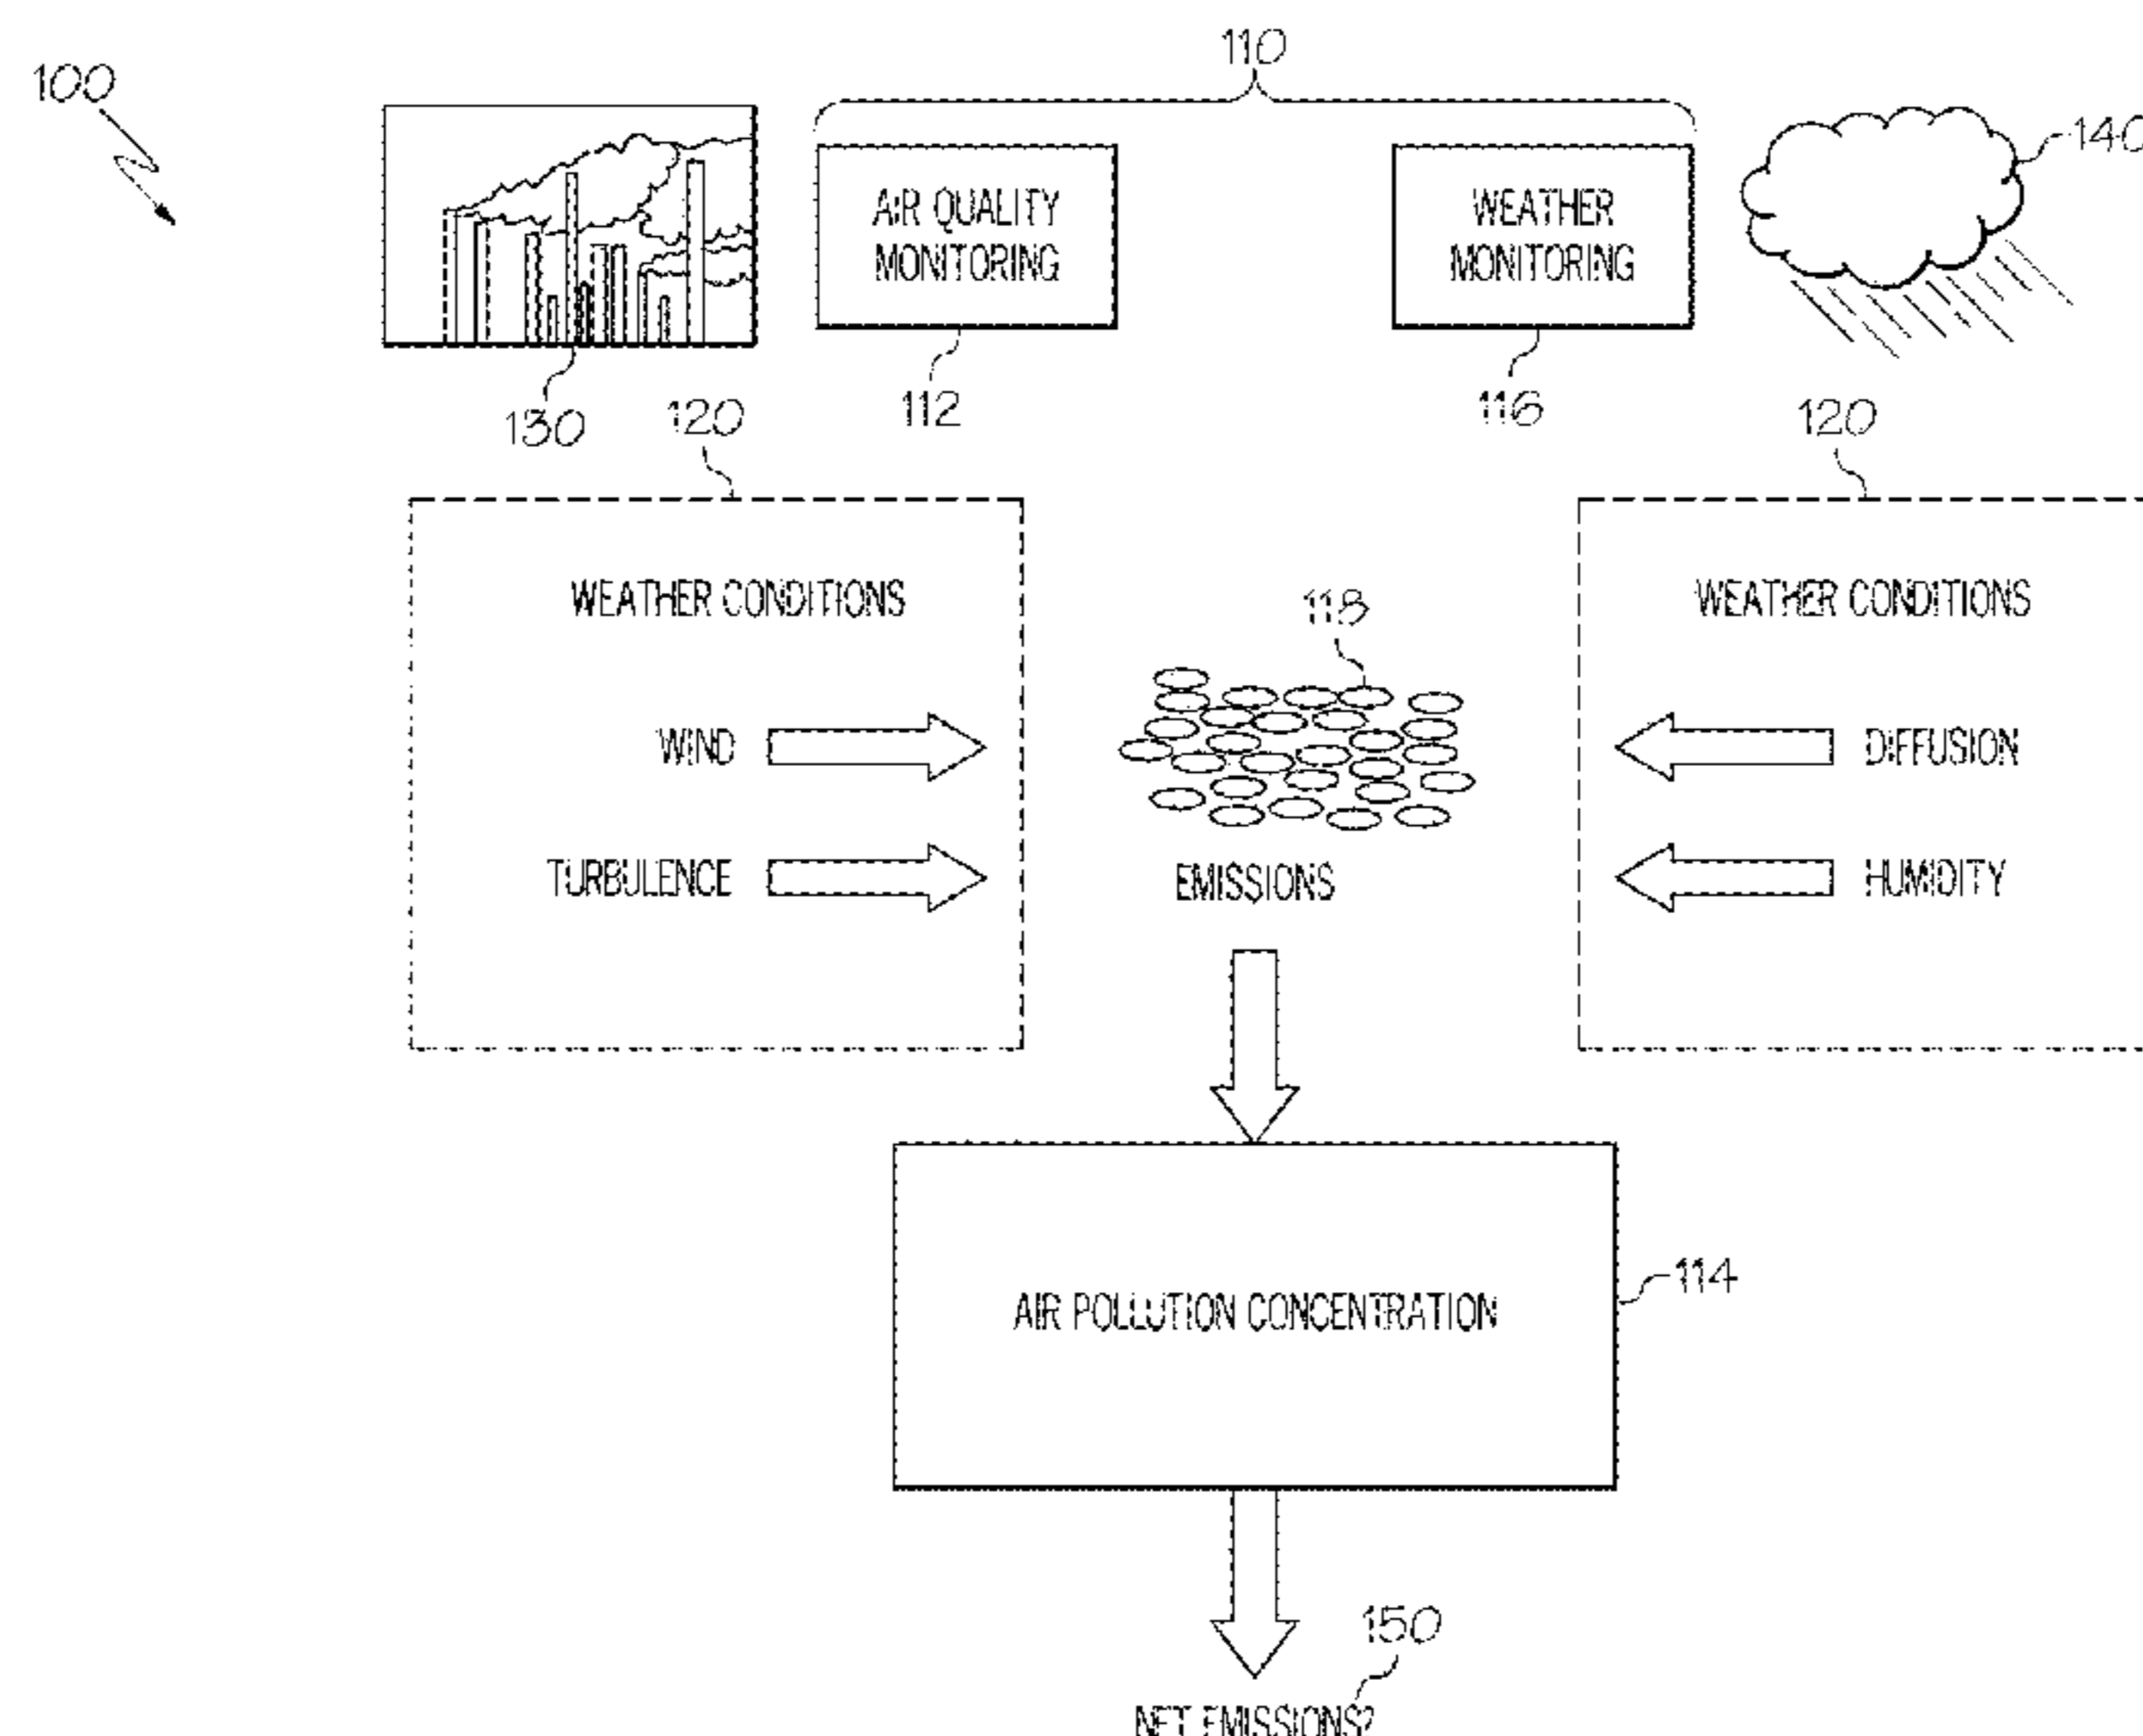 100
110
140
AIR QUALITY
MONITORING
WEATHER
MONITORING
130
112
116
120
120
WEATHER CONDITIONS
WIND
TURBULENCE
118
EMISSIONS
WEATHER CONDITIONS
DIFFUSION
HUMIDITY
AIR POLLUTION CONCENTRATION
114
150
NET EMISSIONS?